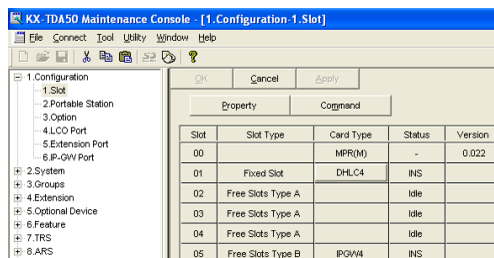 KX-TDA50 Maintenance Console - [1.Configuration-1.Slot]
File Connect Tool Utility Window Help
1.Configuration
1.Slot
2.Portable Station
3.Option
4.LCO Port
5.Extension Port
6.IP-GW Port
2.System
3.Groups
4.Extension
5.Optional Device
6.Feature
7.TRS
8.ARS
OK Cancel Apply
Property Command
Slot Slot Type Card Type Status Version
00 MPR(M) - 0.022
01 Fixed Slot DHLC4 INS
02 Free Slots Type A Idle
03 Free Slots Type A Idle
04 Free Slots Type A Idle
05 Free Slots Type B IPGW4 INS